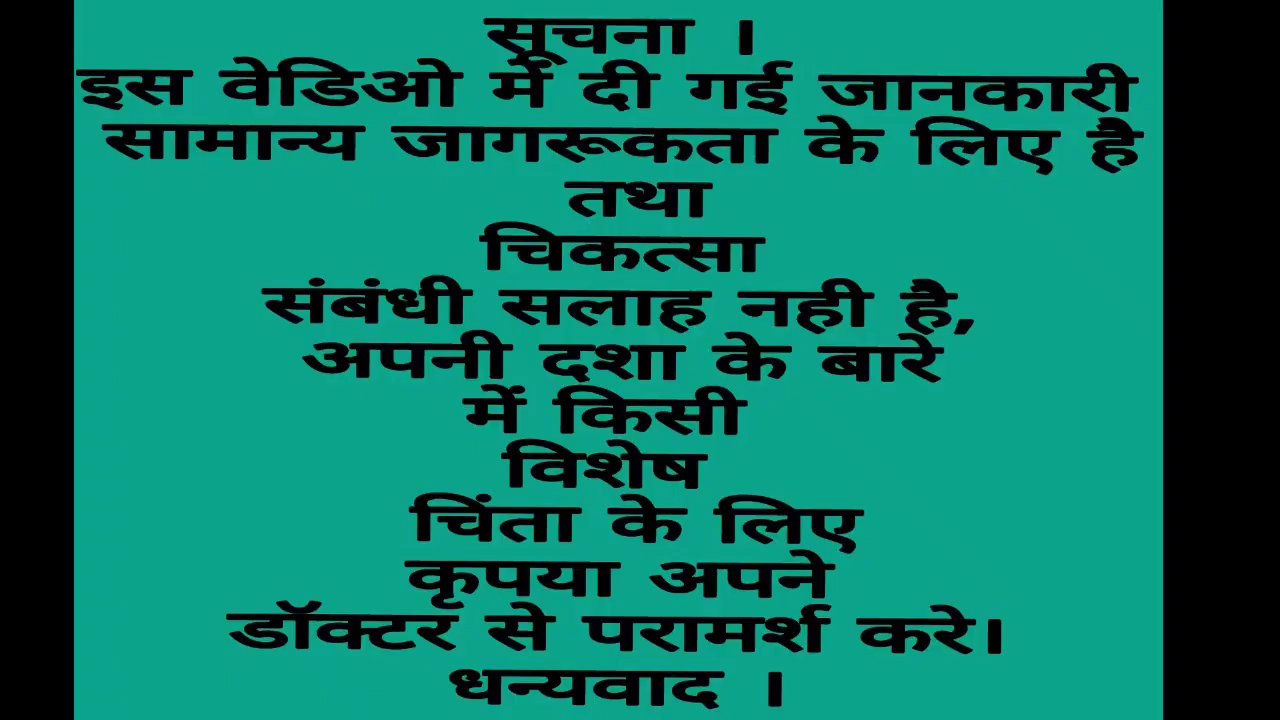 सूचना ।
इस वेडिओ में दी गई जानकारी
सामान्य जागरूकता के लिए है
तथा
चिकत्सा
संबंधी सलाह नही है,
अपनी दशा के बारे
में किसी
विशेष
चिंता के लिए
कृपया अपने
डॉक्टर से परामर्श करे।
धन्यवाद ।